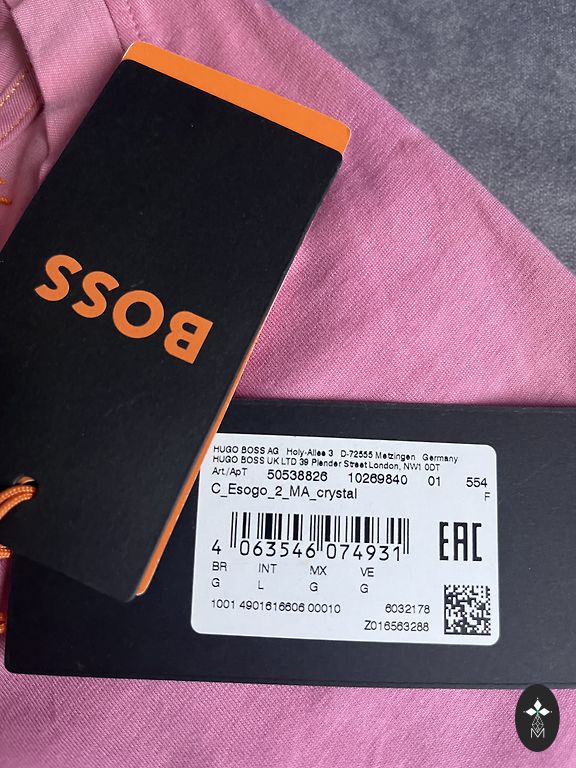 BOSS
HUGO BOSS AG Holy-Allee 3 D-72555 Metzingen Germany
HUGO BOSS UK LTD 39 Plender Street London, NW1 0DT
Art./ApT 50538826 10269840 01 554
C_Esogo_2_MA_crystal F
4 063546 074931
EAC
BR INT MX VE
G L G G
1001 4901616606 00010 6032178
Z016563288
M